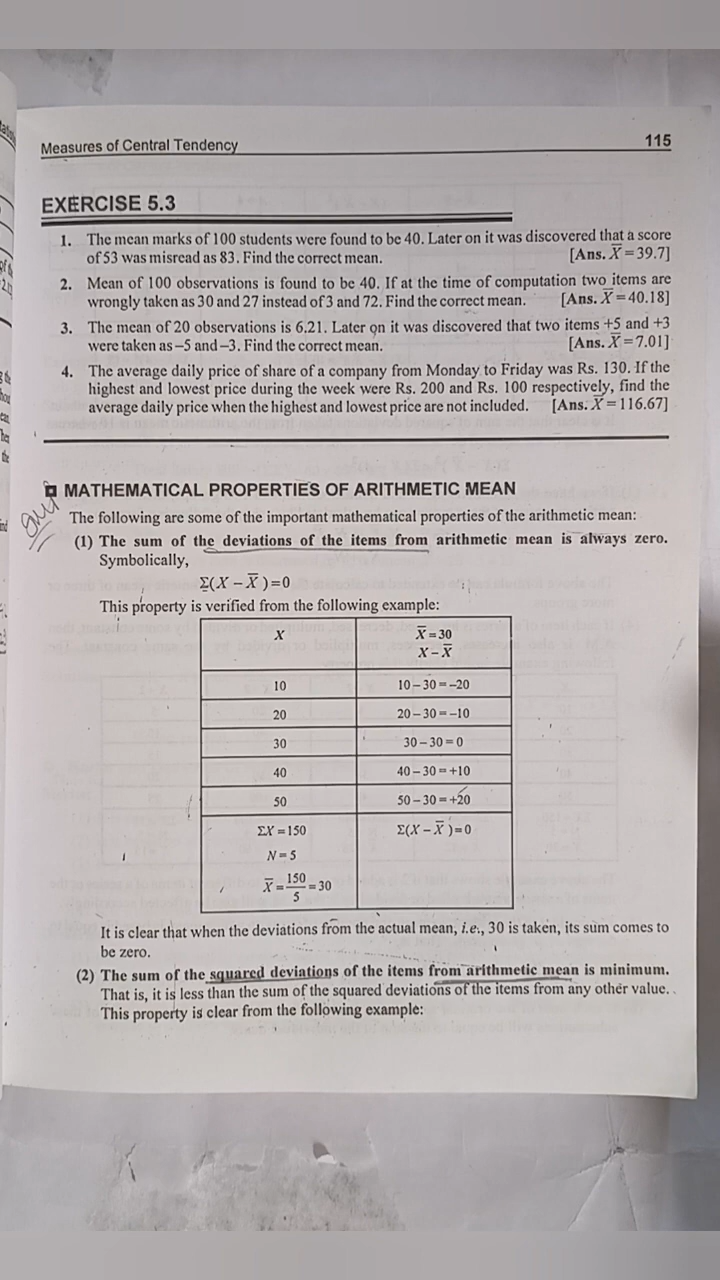 Measures of Central Tendency 115
EXERCISE 5.3
1. The mean marks of 100 students were found to be 40. Later on it was discovered that a score
of 53 was misread as 83. Find the correct mean. [Ans. X̅ = 39.7]
2. Mean of 100 observations is found to be 40. If at the time of computation two items are
wrongly taken as 30 and 27 instead of 3 and 72. Find the correct mean. [Ans. X̅ = 40.18]
3. The mean of 20 observations is 6.21. Later on it was discovered that two items +5 and +3
were taken as –5 and –3. Find the correct mean. [Ans. X̅ = 7.01]
4. The average daily price of share of a company from Monday to Friday was Rs. 130. If the
highest and lowest price during the week were Rs. 200 and Rs. 100 respectively, find the
average daily price when the highest and lowest price are not included. [Ans. X̅ = 116.67]
MATHEMATICAL PROPERTIES OF ARITHMETIC MEAN
The following are some of the important mathematical properties of the arithmetic mean:
(1) The sum of the deviations of the items from arithmetic mean is always zero.
Symbolically,
Σ(X – X̅) = 0
This property is verified from the following example:
X X̅ = 30
X – X̅
10 10 – 30 = –20
20 20 – 30 = –10
30 30 – 30 = 0
40 40 – 30 = +10
50 50 – 30 = +20
ΣX = 150 Σ(X – X̅) = 0
N = 5
X̅ = 150/5 = 30
It is clear that when the deviations from the actual mean, i.e., 30 is taken, its sum comes to
be zero.
(2) The sum of the squared deviations of the items from arithmetic mean is minimum.
That is, it is less than the sum of the squared deviations of the items from any other value.
This property is clear from the following example: